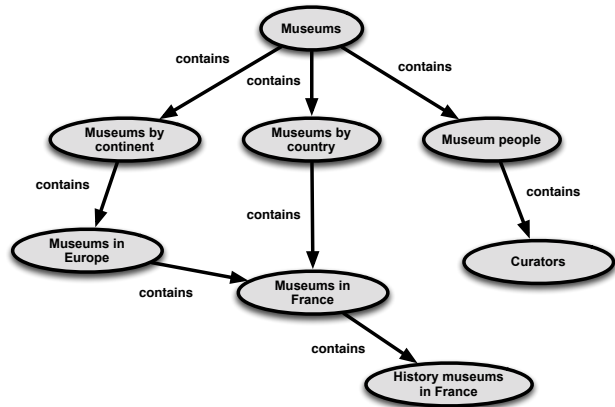 Museums
contains
contains
contains
Museums by
continent
Museums by
country
Museum people
contains
contains
contains
Museums in
Europe
Curators
Museums in
France
contains
contains
History museums
in France